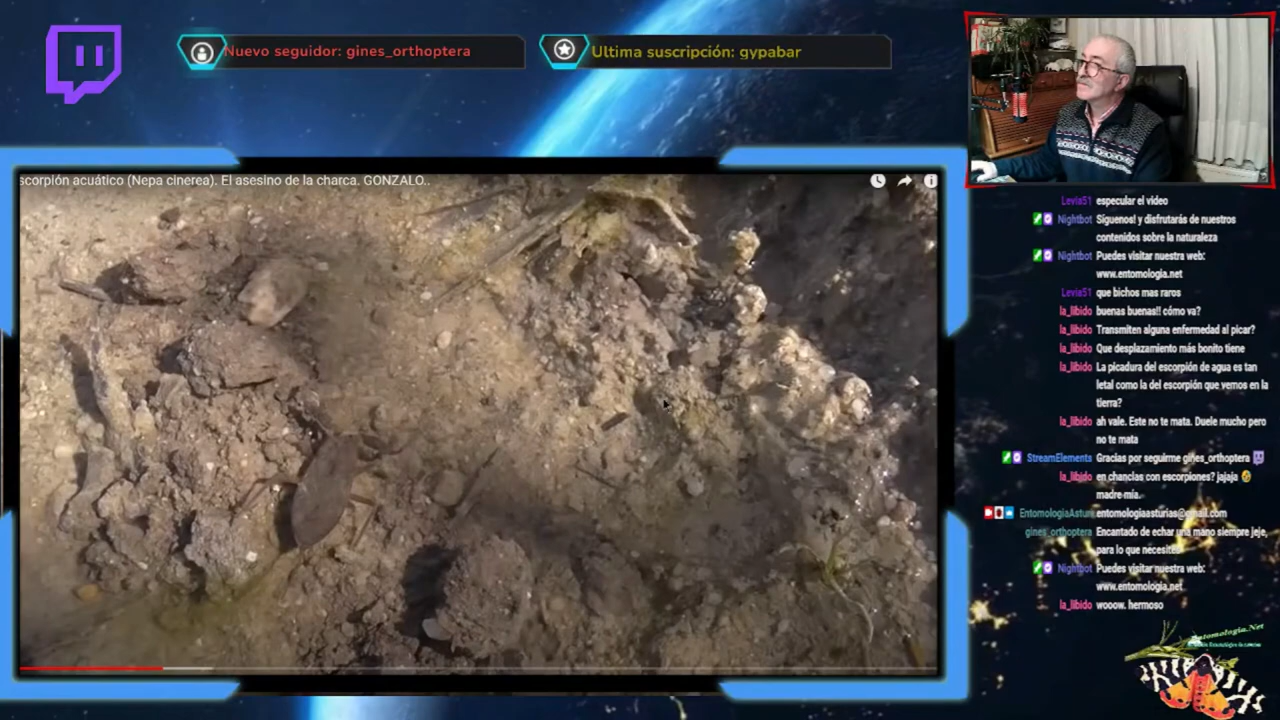 Nuevo seguidor: gines_orthoptera
Ultima suscripción: gypabar
scorpión acuático (Nepa cinerea). El asesino de la charca. GONZALO..
Levia51 especular el video
Nightbot Síguenos! y disfrutarás de nuestros
contenidos sobre la naturaleza
Nightbot Puedes visitar nuestra web:
www.entomologia.net
Levia51 que bichos mas raros
la_libido buenas buenas!! cómo va?
la_libido Transmiten alguna enfermedad al picar?
la_libido Que desplazamiento más bonito tiene
la_libido La picadura del escorpión de agua es tan
letal como la del escorpión que vemos en la
tierra?
la_libido ah vale. Este no te mata. Duele mucho pero
no te mata
StreamElements Gracias por seguirme gines_orthoptera
la_libido en chanclas con escorpiones? jajaja 🤣
madre mía.
EntomologiaAstur entomologiaasturias@gmail.com
gines_orthoptera Encantado de echar una mano siempre jeje,
para lo que necesites
Nightbot Puedes visitar nuestra web:
www.entomologia.net
la_libido wooow. hermoso
Entomologia.Net